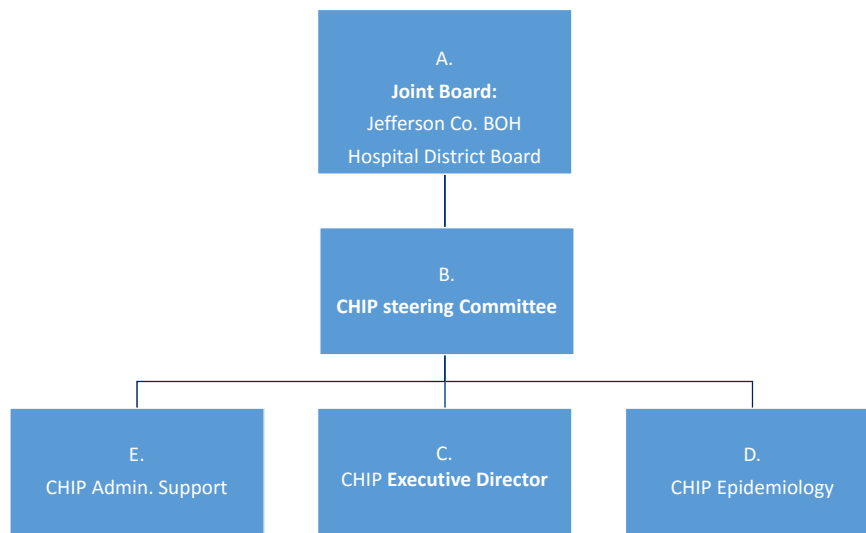 A.
Joint Board:
Jefferson Co. BOH
Hospital District Board
B.
CHIP steering Committee
E.
CHIP Admin. Support
C.
CHIP Executive Director
D.
CHIP Epidemiology